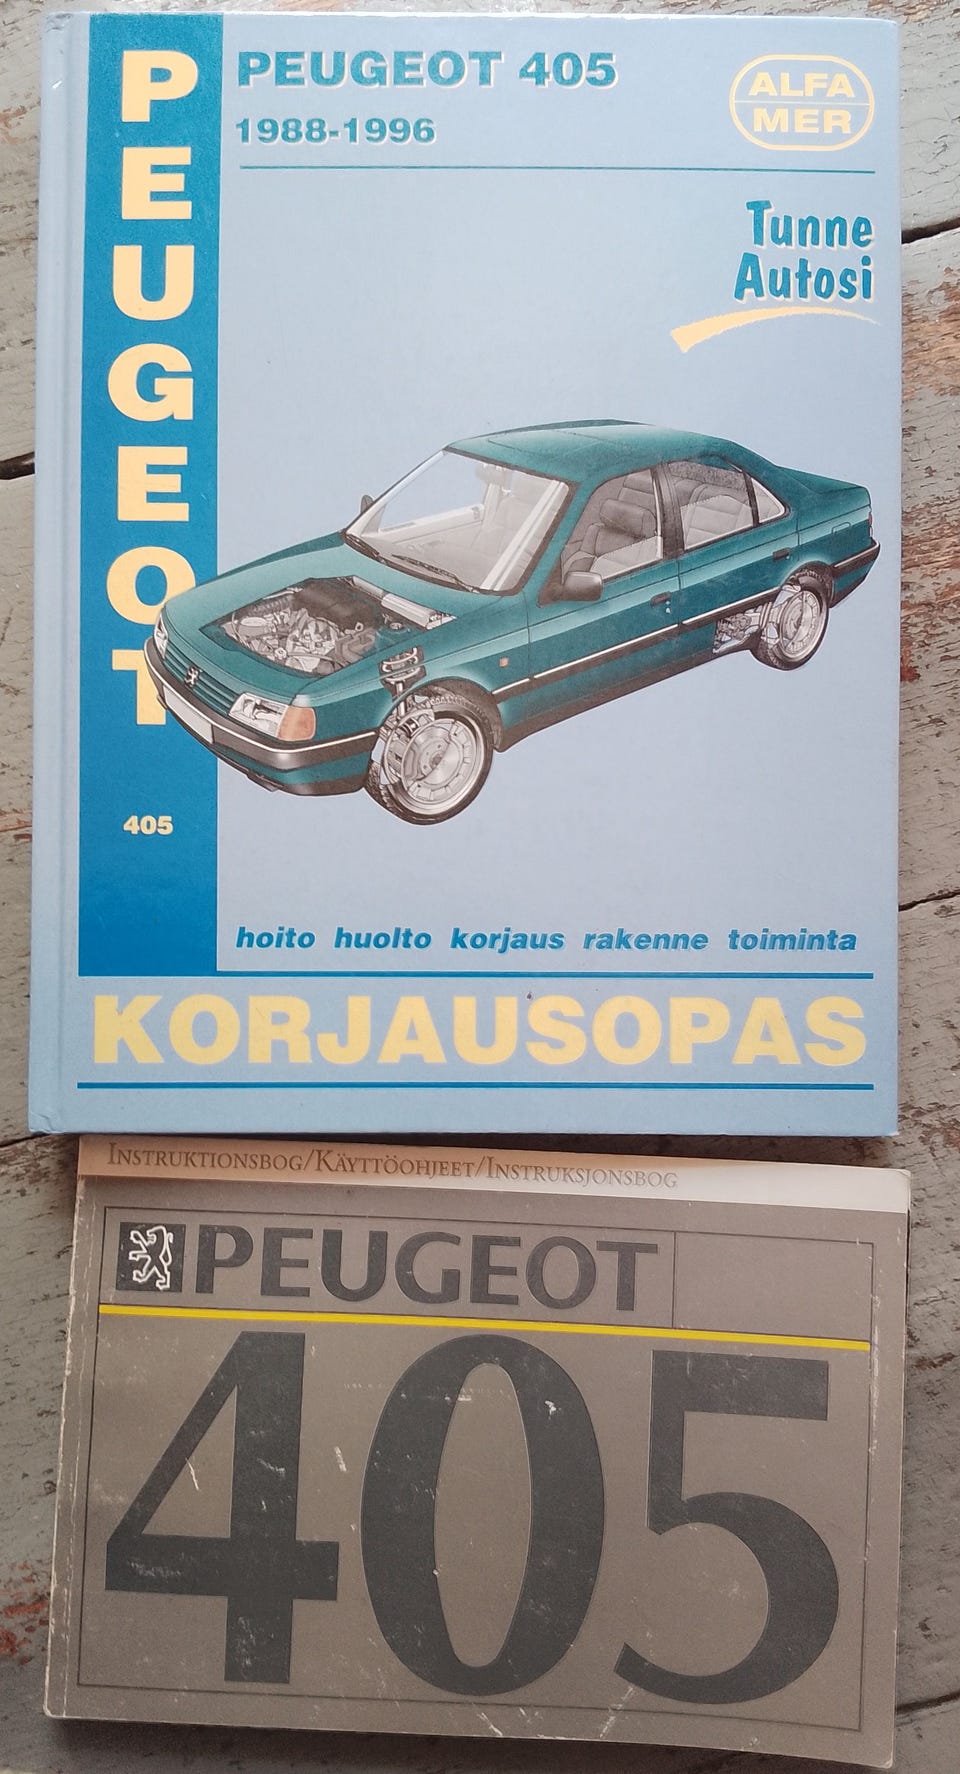 PEUGEOT
PEUGEOT 405
1988-1996
ALFA
MER
Tunne
Autosi
405
hoito huolto korjaus rakenne toiminta
KORJAUSOPAS
INSTRUKTIONSBOG/KÄYTTÖOHJEET/INSTRUKSJONSBOG
PEUGEOT
405